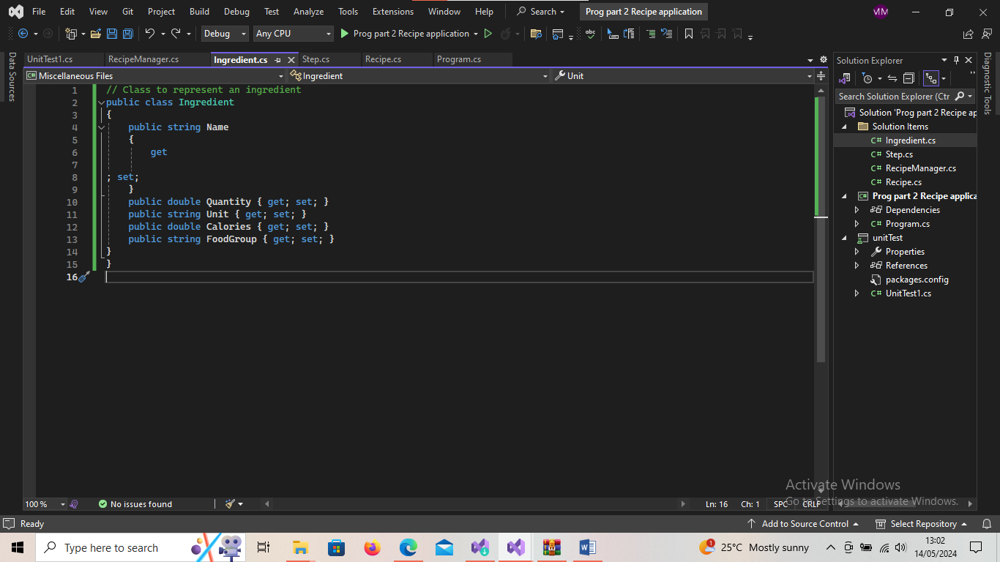 File Edit View Git Project Build Debug Test Analyze Tools Extensions Window Help Search Prog part 2 Recipe application MM
Debug Any CPU Prog part 2 Recipe application
Data Sources
UnitTest1.cs RecipeManager.cs Ingredient.cs Step.cs Recipe.cs Program.cs
Miscellaneous Files Ingredient Unit
1 // Class to represent an ingredient
2 public class Ingredient
3 {
4 public string Name
5 {
6 get
7
8 ; set;
9 }
10 public double Quantity { get; set; }
11 public string Unit { get; set; }
12 public double Calories { get; set; }
13 public string FoodGroup { get; set; }
14 }
15 }
16
100 % No issues found Ln: 16 Ch: 1 SPC CRLF
Solution Explorer
Search Solution Explorer (Ctr
Solution 'Prog part 2 Recipe ap
Solution Items
C# Ingredient.cs
C# Step.cs
C# RecipeManager.cs
C# Recipe.cs
C# Prog part 2 Recipe applica
Dependencies
C# Program.cs
unitTest
Properties
References
packages.config
C# UnitTest1.cs
Diagnostic Tools
Activate Windows
Go to Settings to activate Windows.
Ready Add to Source Control Select Repository
Type here to search 1 25°C Mostly sunny 13:02
14/05/2024